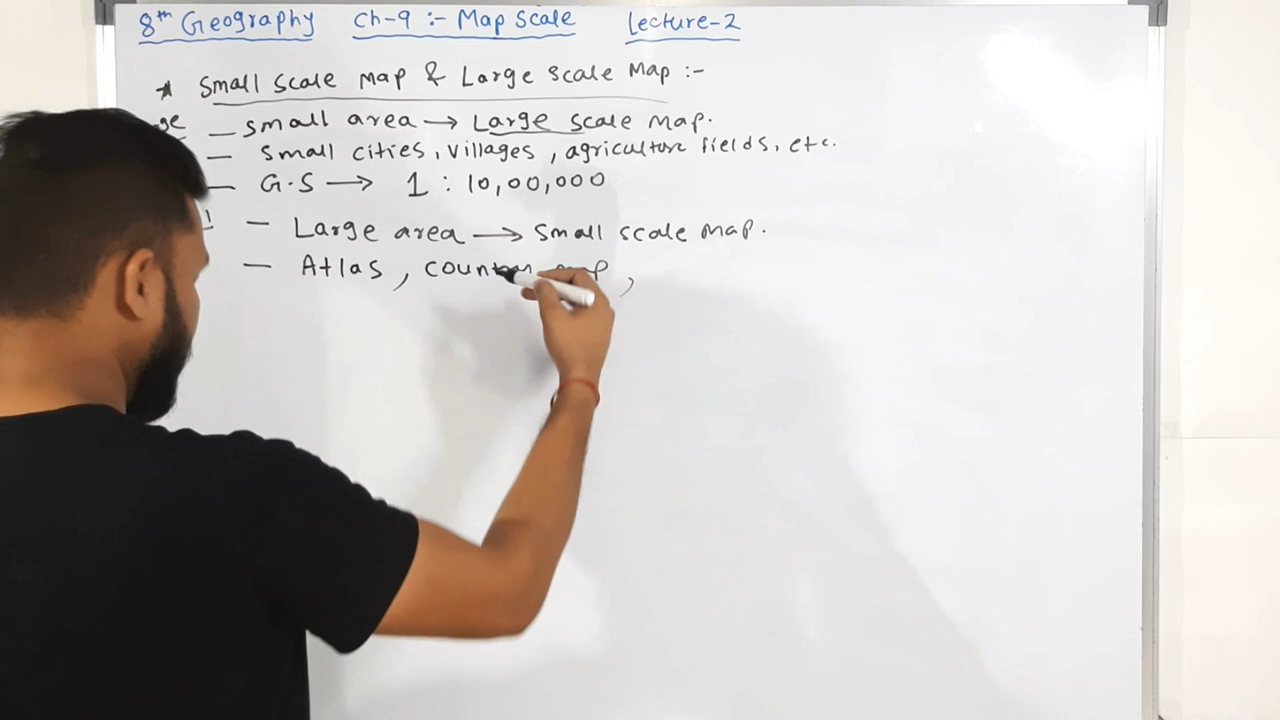 8th Geography Ch-9 :- Map Scale Lecture-2
* Small scale Map & Large scale Map :-
– Small area → Large scale Map.
– Small cities, villages, agriculture fields, etc.
– G.S → 1 : 10,00,000
– Large area → Small scale Map.
– Atlas, ,